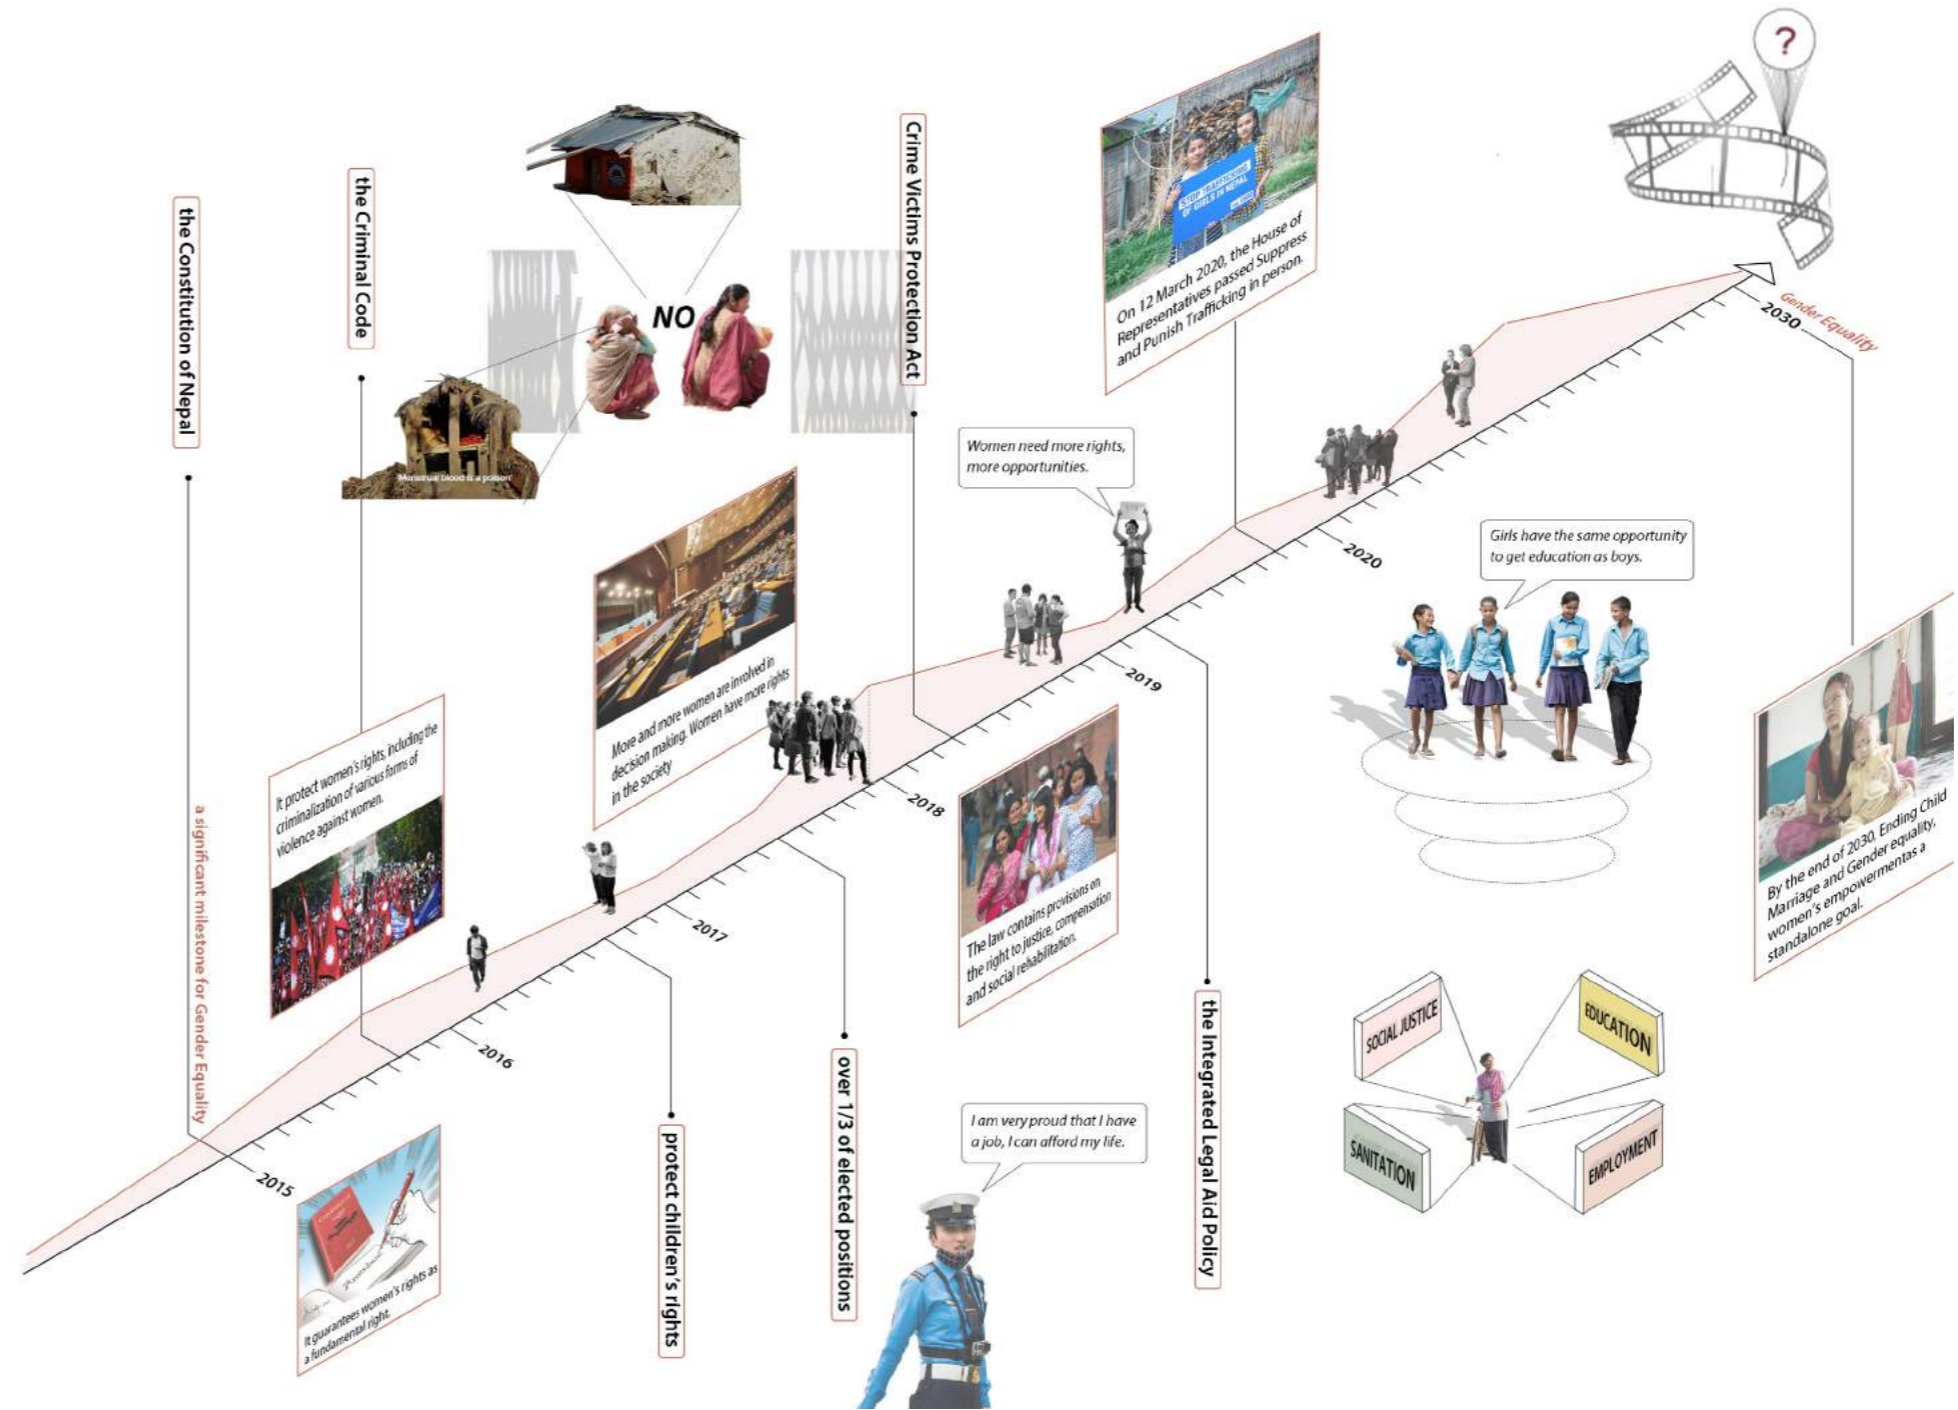 ?
the Constitution of Nepal
a significant milestone for Gender Equality
the Criminal Code
NO
'Menstrual blood is a poison'
Crime Victims Protection Act
STOP TRAFFICKING
OF GIRLS IN NEPAL
On 12 March 2020, the House of
Representatives passed Suppress
and Punish Trafficking in person.
Gender Equality
2030
Women need more rights,
more opportunities.
Girls have the same opportunity
to get education as boys.
2020
2019
2018
2017
2016
2015
More and more women are involved in
decision making. Women have more rights
in the society
It protect women's rights, including the
criminalization of various forms of
violence against women.
The law contains provisions on
the right to justice, compensation
and social rehabilitation.
By the end of 2030, Ending Child
Marriage and Gender equality,
women's empowermentas a
standalone goal.
It guarantees women's rights as
a fundamental right.
protect children's rights
over 1/3 of elected positions
the Integrated Legal Aid Policy
I am very proud that I have
a job, I can afford my life.
SOCIAL JUSTICE
EDUCATION
SANITATION
EMPLOYMENT